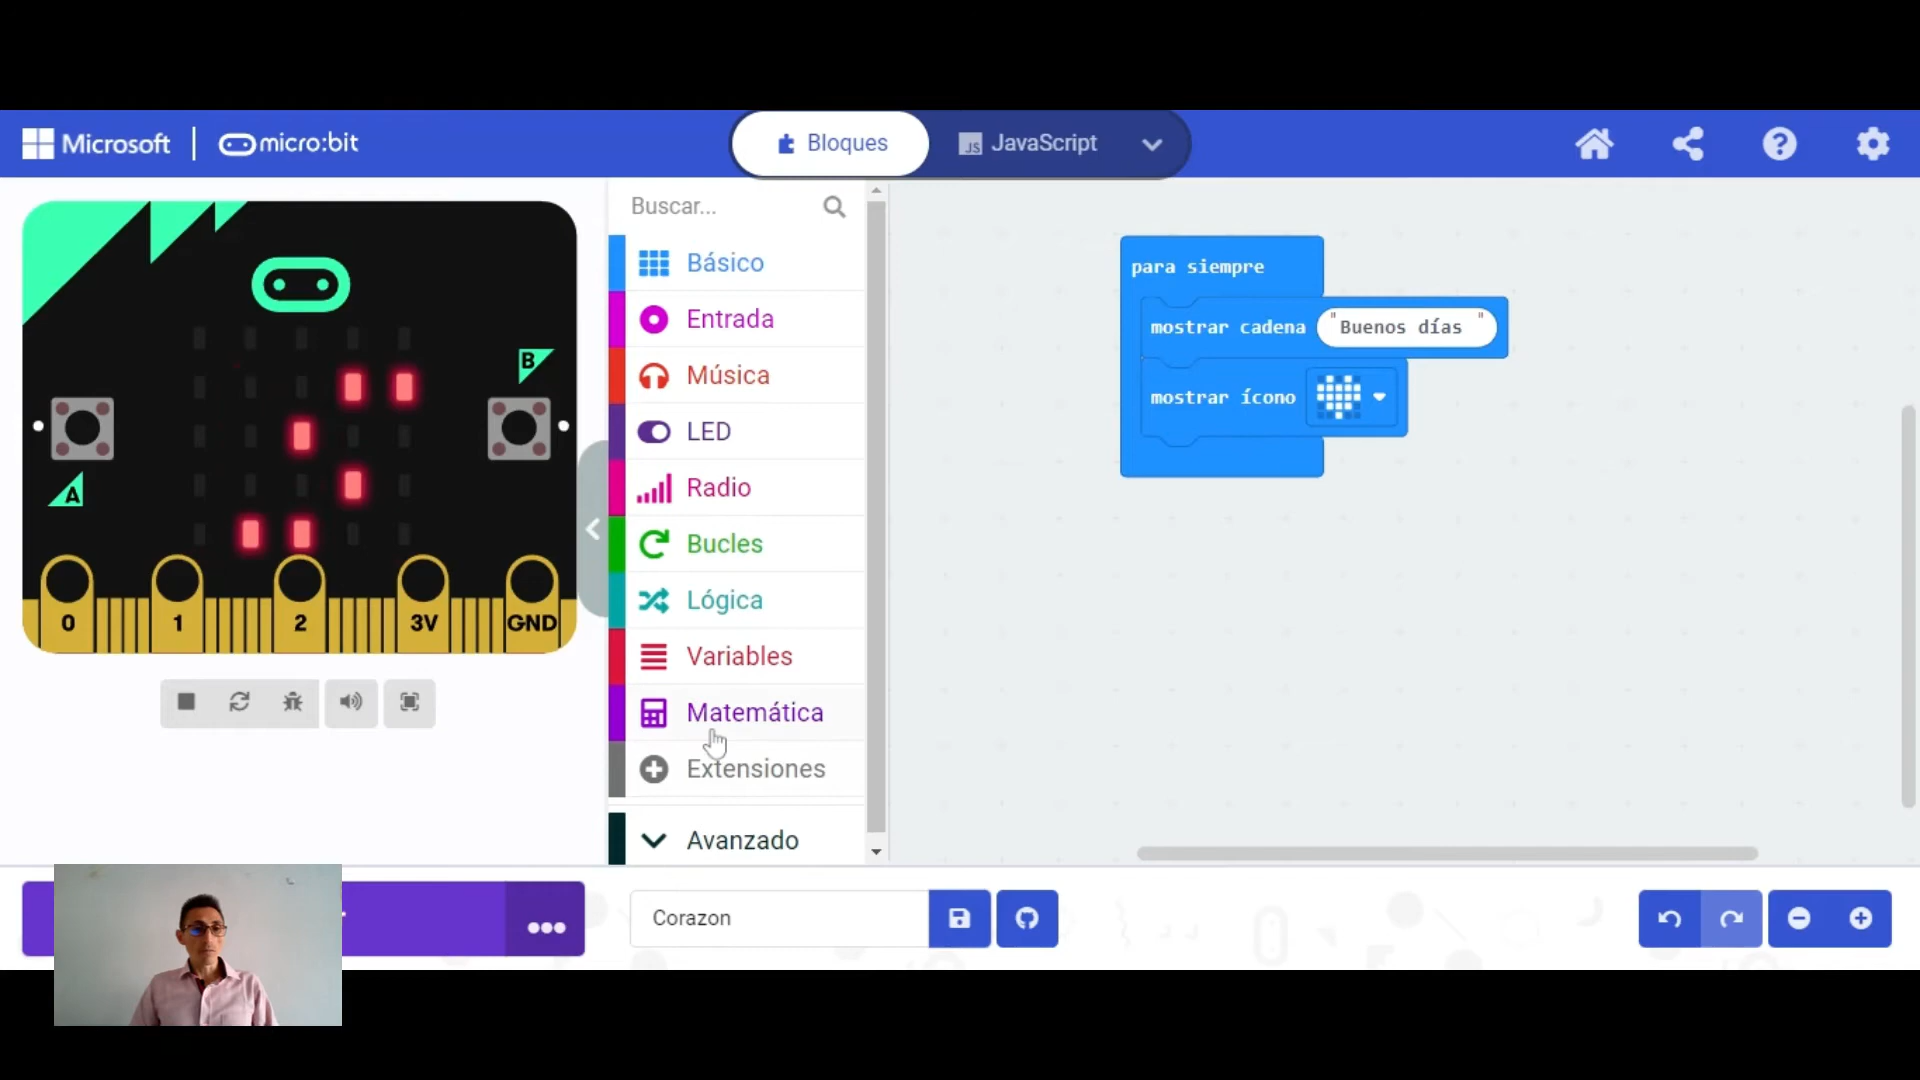 Microsoft | micro:bit
Bloques
JS JavaScript
?
Buscar...
Básico
Entrada
Música
LED
Radio
Bucles
Lógica
Variables
Matemática
Extensiones
Avanzado
B
A
0 1 2 3V GND
para siempre
mostrar cadena "Buenos días "
mostrar ícono
Corazon